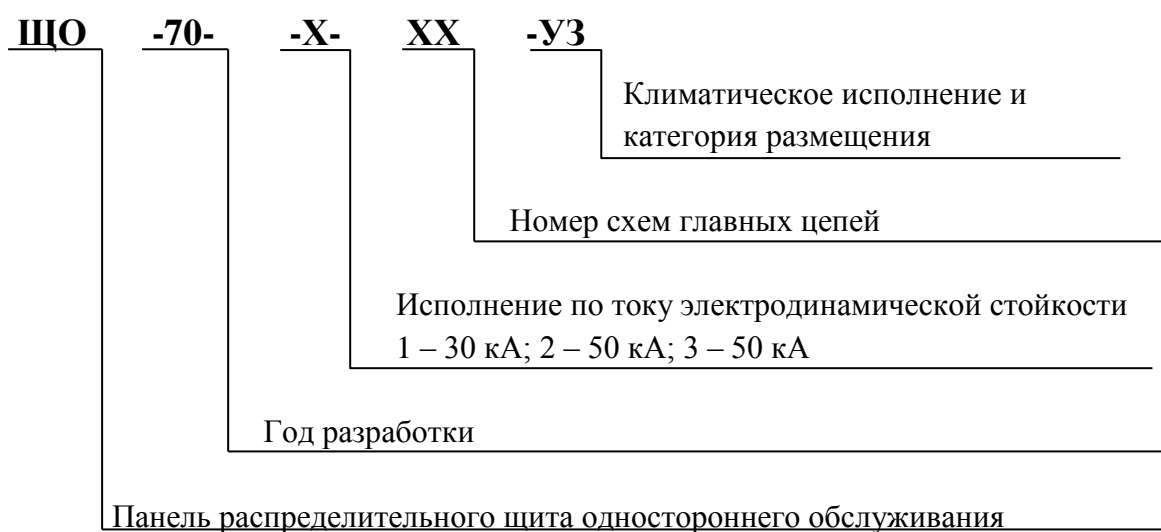 ЩО -70- -Х- ХХ -УЗ
Климатическое исполнение и
категория размещения
Номер схем главных цепей
Исполнение по току электродинамической стойкости
1 – 30 кА; 2 – 50 кА; 3 – 50 кА
Год разработки
Панель распределительного щита одностороннего обслуживания